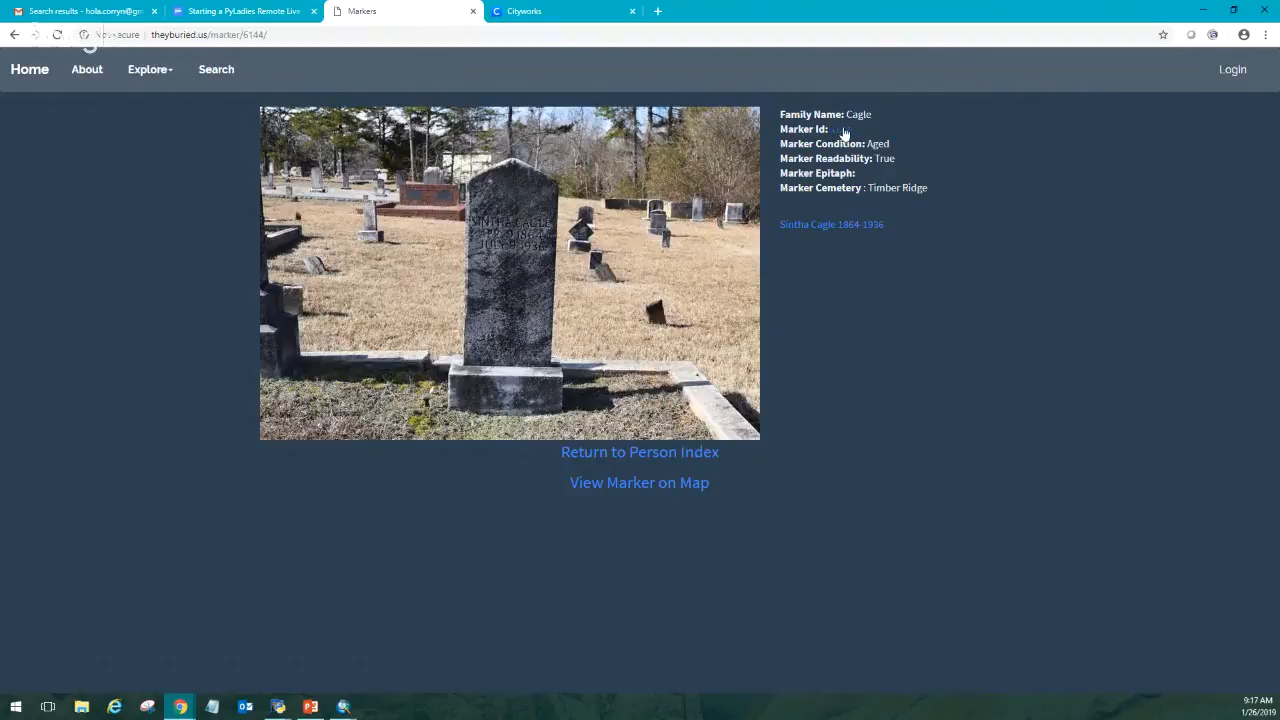 Search results - hola.corryn@gm
Starting a PyLadies Remote Live
Markers
Cityworks
theyburied.us/marker/6144/
Home
About
Explore
Search
Login
Family Name: Cagle
Marker Id:
Marker Condition: Aged
Marker Readability: True
Marker Epitaph:
Marker Cemetery : Timber Ridge
Sintha Cagle 1864-1936
Return to Person Index
View Marker on Map
9:17 AM
1/26/2019